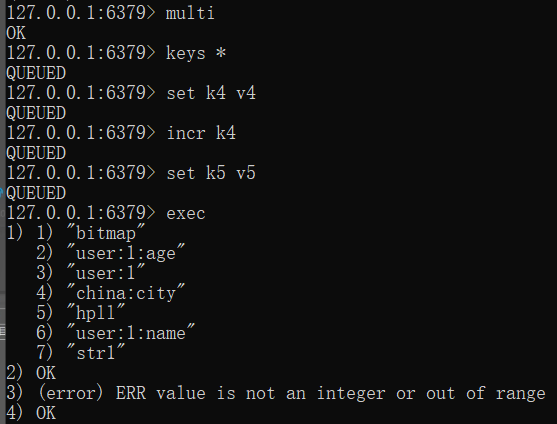 127.0.0.1:6379> multi
OK
127.0.0.1:6379> keys *
QUEUED
127.0.0.1:6379> set k4 v4
QUEUED
127.0.0.1:6379> incr k4
QUEUED
127.0.0.1:6379> set k5 v5
QUEUED
127.0.0.1:6379> exec
1) 1) "bitmap"
   2) "user:1:age"
   3) "user:1"
   4) "china:city"
   5) "hpll"
   6) "user:1:name"
   7) "str1"
2) OK
3) (error) ERR value is not an integer or out of range
4) OK